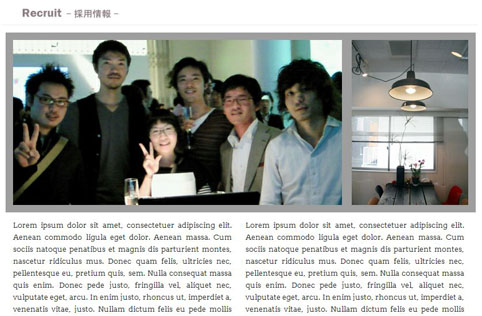 Recruit – 採用情報 –
Lorem ipsum dolor sit amet, consectetuer adipiscing elit.
Aenean commodo ligula eget dolor. Aenean massa. Cum
sociis natoque penatibus et magnis dis parturient montes,
nascetur ridiculus mus. Donec quam felis, ultricies nec,
pellentesque eu, pretium quis, sem. Nulla consequat massa
quis enim. Donec pede justo, fringilla vel, aliquet nec,
vulputate eget, arcu. In enim justo, rhoncus ut, imperdiet a,
venenatis vitae, justo. Nullam dictum felis eu pede mollis
Lorem ipsum dolor sit amet, consectetuer adipiscing elit.
Aenean commodo ligula eget dolor. Aenean massa. Cum
sociis natoque penatibus et magnis dis parturient montes,
nascetur ridiculus mus. Donec quam felis, ultricies nec,
pellentesque eu, pretium quis, sem. Nulla consequat massa
quis enim. Donec pede justo, fringilla vel, aliquet nec,
vulputate eget, arcu. In enim justo, rhoncus ut, imperdiet a,
venenatis vitae, justo. Nullam dictum felis eu pede mollis